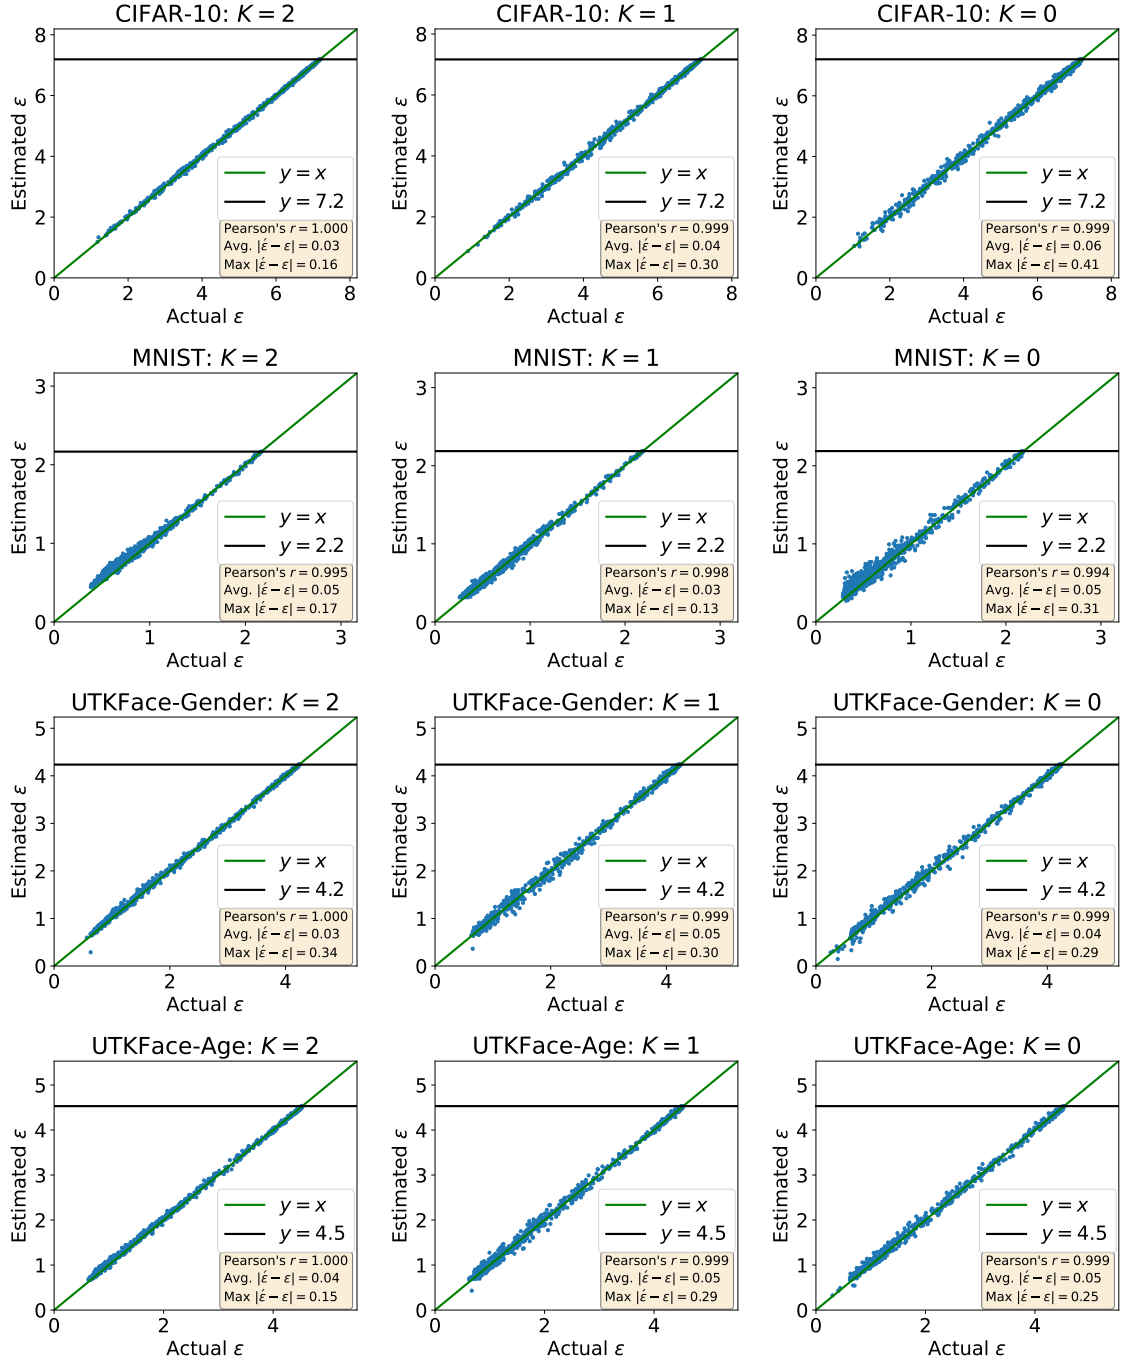 CIFAR-10: K = 2
Estimated ε
8
6
4
2
0
y = x
y = 7.2
Pearson's r = 1.000
Avg. |έ − ε| = 0.03
Max |έ − ε| = 0.16
0 2 4 6 8
Actual ε
CIFAR-10: K = 1
Estimated ε
8
6
4
2
0
y = x
y = 7.2
Pearson's r = 0.999
Avg. |έ − ε| = 0.04
Max |έ − ε| = 0.30
0 2 4 6 8
Actual ε
CIFAR-10: K = 0
Estimated ε
8
6
4
2
0
y = x
y = 7.2
Pearson's r = 0.999
Avg. |έ − ε| = 0.06
Max |έ − ε| = 0.41
0 2 4 6 8
Actual ε
MNIST: K = 2
Estimated ε
3
2
1
0
y = x
y = 2.2
Pearson's r = 0.995
Avg. |έ − ε| = 0.05
Max |έ − ε| = 0.17
0 1 2 3
Actual ε
MNIST: K = 1
Estimated ε
3
2
1
0
y = x
y = 2.2
Pearson's r = 0.998
Avg. |έ − ε| = 0.03
Max |έ − ε| = 0.13
0 1 2 3
Actual ε
MNIST: K = 0
Estimated ε
3
2
1
0
y = x
y = 2.2
Pearson's r = 0.994
Avg. |έ − ε| = 0.05
Max |έ − ε| = 0.31
0 1 2 3
Actual ε
UTKFace-Gender: K = 2
Estimated ε
5
4
3
2
1
0
y = x
y = 4.2
Pearson's r = 1.000
Avg. |έ − ε| = 0.03
Max |έ − ε| = 0.34
0 2 4
Actual ε
UTKFace-Gender: K = 1
Estimated ε
5
4
3
2
1
0
y = x
y = 4.2
Pearson's r = 0.999
Avg. |έ − ε| = 0.05
Max |έ − ε| = 0.30
0 2 4
Actual ε
UTKFace-Gender: K = 0
Estimated ε
5
4
3
2
1
0
y = x
y = 4.2
Pearson's r = 0.999
Avg. |έ − ε| = 0.04
Max |έ − ε| = 0.29
0 2 4
Actual ε
UTKFace-Age: K = 2
Estimated ε
5
4
3
2
1
0
y = x
y = 4.5
Pearson's r = 1.000
Avg. |έ − ε| = 0.04
Max |έ − ε| = 0.15
0 2 4
Actual ε
UTKFace-Age: K = 1
Estimated ε
5
4
3
2
1
0
y = x
y = 4.5
Pearson's r = 0.999
Avg. |έ − ε| = 0.05
Max |έ − ε| = 0.29
0 2 4
Actual ε
UTKFace-Age: K = 0
Estimated ε
5
4
3
2
1
0
y = x
y = 4.5
Pearson's r = 0.999
Avg. |έ − ε| = 0.05
Max |έ − ε| = 0.25
0 2 4
Actual ε